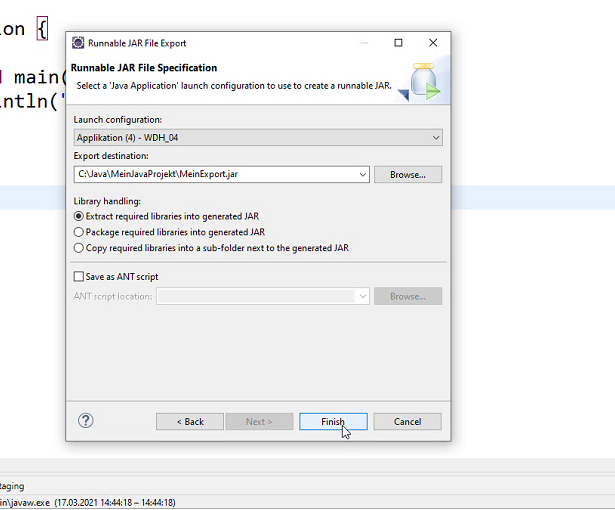 ion {
Runnable JAR File Export
Runnable JAR File Specification
Select a 'Java Application' launch configuration to use to create a runnable JAR.
main(
ntln("
Launch configuration:
Applikation (4) - WDH_04
Export destination:
C:\Java\MeinJavaProjekt\MeinExport.jar
Browse...
Library handling:
Extract required libraries into generated JAR
Package required libraries into generated JAR
Copy required libraries into a sub-folder next to the generated JAR
Save as ANT script
ANT script location:
Browse...
? < Back Next > Finish Cancel
taging
in\javaw.exe (17.03.2021 14:44:18 – 14:44:18)